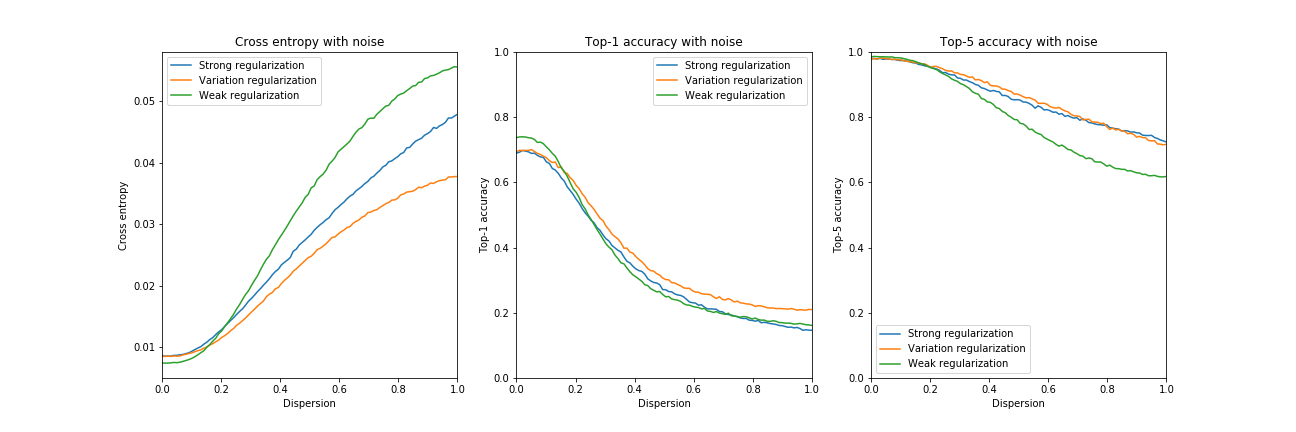 Cross entropy with noise
Strong regularization
Variation regularization
Weak regularization
Cross entropy
0.05
0.04
0.03
0.02
0.01
0.0 0.2 0.4 0.6 0.8 1.0
Dispersion
Top-1 accuracy with noise
Strong regularization
Variation regularization
Weak regularization
Top-1 accuracy
1.0
0.8
0.6
0.4
0.2
0.0
0.0 0.2 0.4 0.6 0.8 1.0
Dispersion
Top-5 accuracy with noise
Top-5 accuracy
1.0
0.8
0.6
0.4
0.2
0.0
Strong regularization
Variation regularization
Weak regularization
0.0 0.2 0.4 0.6 0.8 1.0
Dispersion